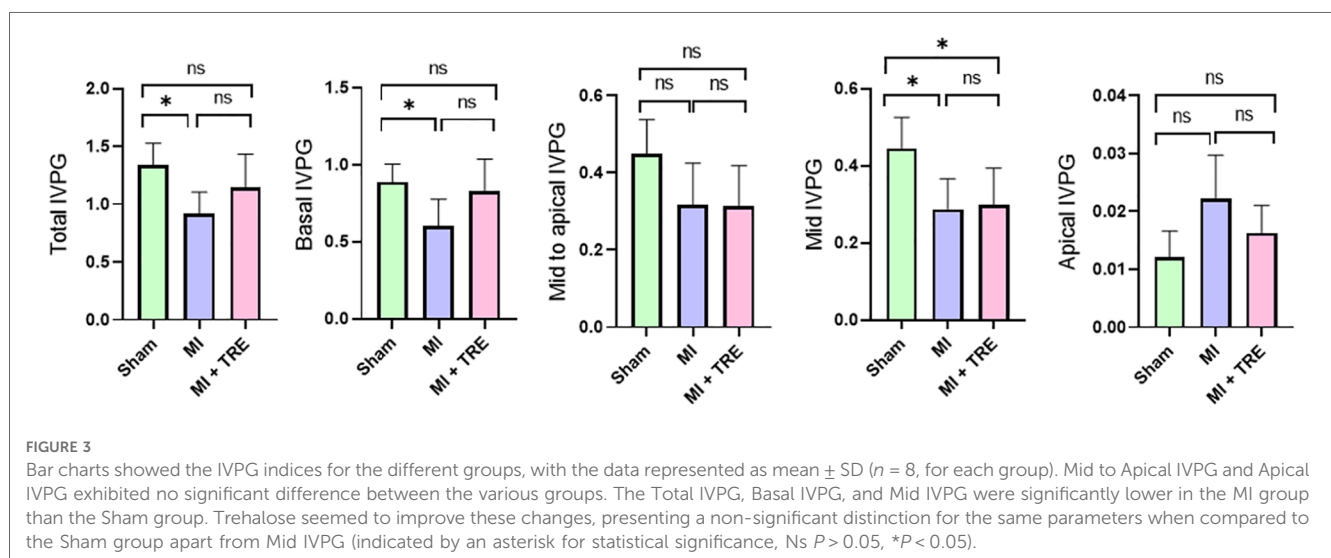 ns
* ns
2.0
1.5
1.0
0.5
0.0
Total IVPG
Sham
MI
MI + TRE
ns
* ns
1.5
1.0
0.5
0.0
Basal IVPG
Sham
MI
MI + TRE
ns
ns ns
0.6
0.4
0.2
0.0
Mid to apical IVPG
Sham
MI
MI + TRE
*
* ns
0.6
0.4
0.2
0.0
Mid IVPG
Sham
MI
MI + TRE
ns
ns ns
0.04
0.03
0.02
0.01
0.00
Apical IVPG
Sham
MI
MI + TRE
FIGURE 3
Bar charts showed the IVPG indices for the different groups, with the data represented as mean ± SD (n = 8, for each group). Mid to Apical IVPG and Apical
IVPG exhibited no significant difference between the various groups. The Total IVPG, Basal IVPG, and Mid IVPG were significantly lower in the MI group
than the Sham group. Trehalose seemed to improve these changes, presenting a non-significant distinction for the same parameters when compared to
the Sham group apart from Mid IVPG (indicated by an asterisk for statistical significance, Ns P > 0.05, *P < 0.05).